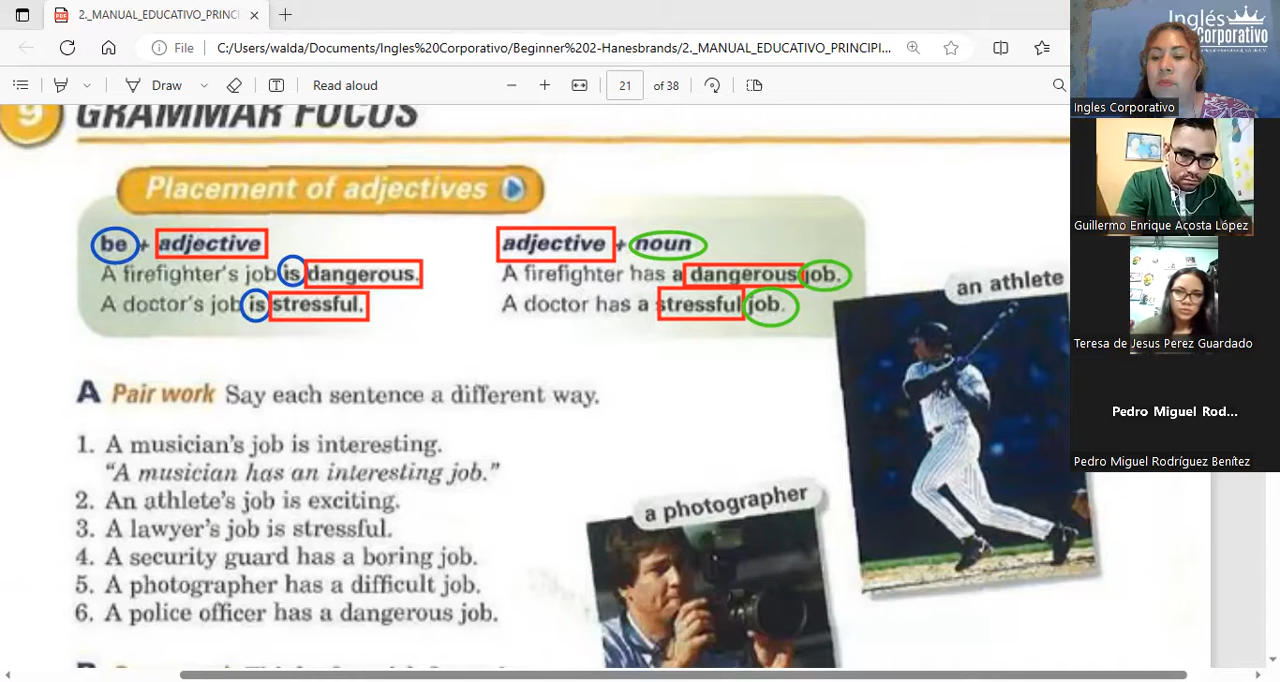 2._MANUAL_EDUCATIVO_PRINCI
File
C:/Users/walda/Documents/Ingles%20Corporativo/Beginner%202-Hanesbrands/2._MANUAL_EDUCATIVO_PRINCIPI...
Draw
Read aloud
21
of 38
9
GRAMMAR FOCUS
Placement of adjectives
be + adjective
A firefighter's job is dangerous.
A doctor's job is stressful.
adjective + noun
A firefighter has a dangerous job.
A doctor has a stressful job.
an athlete
A Pair work Say each sentence a different way.
1. A musician's job is interesting.
"A musician has an interesting job."
2. An athlete's job is exciting.
3. A lawyer's job is stressful.
4. A security guard has a boring job.
5. A photographer has a difficult job.
6. A police officer has a dangerous job.
a photographer
Inglés
Corporativo
Ingles Corporativo
Guillermo Enrique Acosta López
Teresa de Jesus Perez Guardado
Pedro Miguel Rod...
Pedro Miguel Rodríguez Benítez